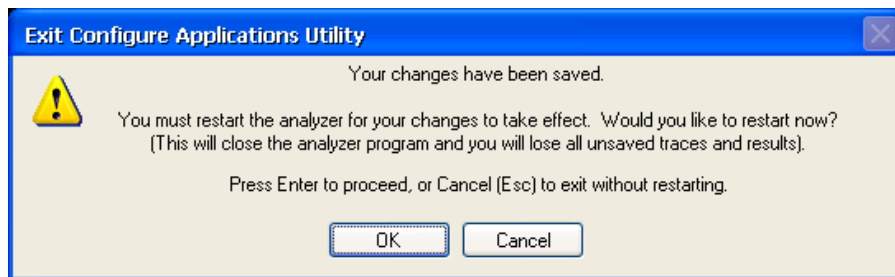 Exit Configure Applications Utility
Your changes have been saved.
You must restart the analyzer for your changes to take effect.  Would you like to restart now?
(This will close the analyzer program and you will lose all unsaved traces and results).
Press Enter to proceed, or Cancel (Esc) to exit without restarting.
OK
Cancel